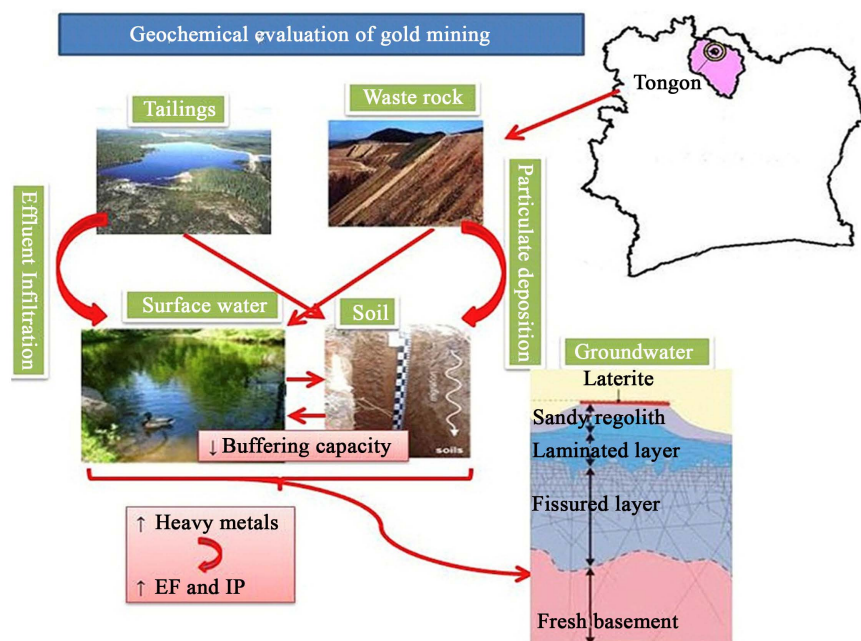 Geochemical evaluation of gold mining
Tongon
Tailings
Waste rock
Effluent Infiltration
Particulate deposition
Surface water
Soil
soils
↓ Buffering capacity
↑ Heavy metals
↑ EF and IP
Groundwater
Laterite
Sandy regolith
Laminated layer
Fissured layer
Fresh basement